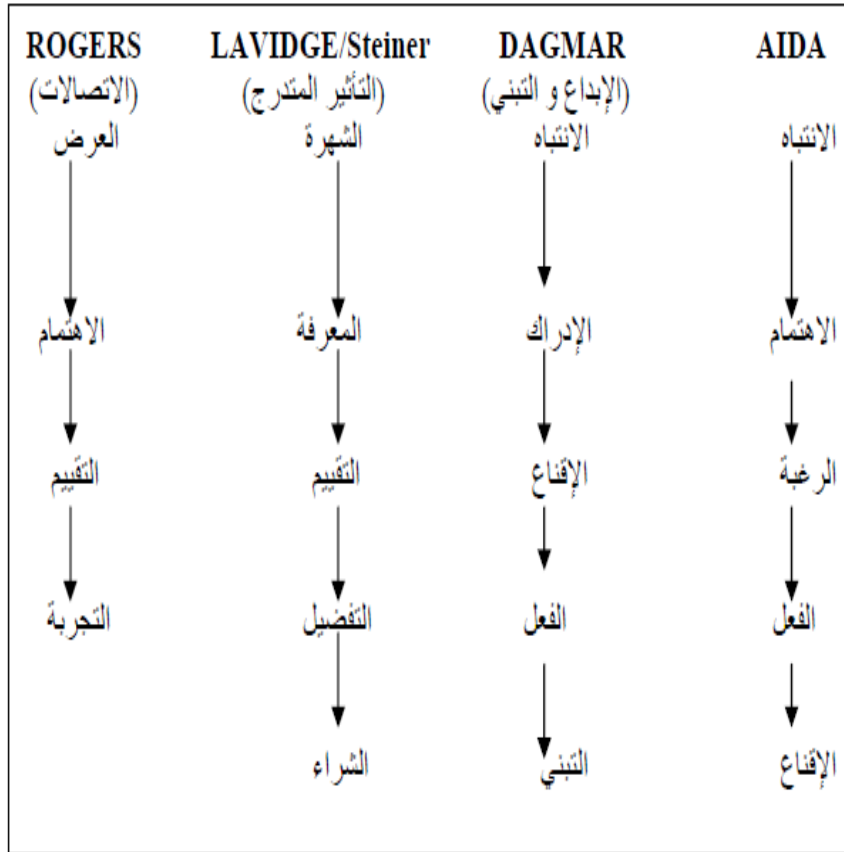 ROGERS LAVIDGE/Steiner DAGMAR AIDA
(الاتصالات) (التأثير المتدرج) (الإبداع و التبني)
العرض الشهرة الانتباه الانتباه
الاهتمام المعرفة الإدراك الاهتمام
التقييم التقييم الإقناع الرغبة
التجربة التفضيل الفعل الفعل
الشراء التبني الإقناع